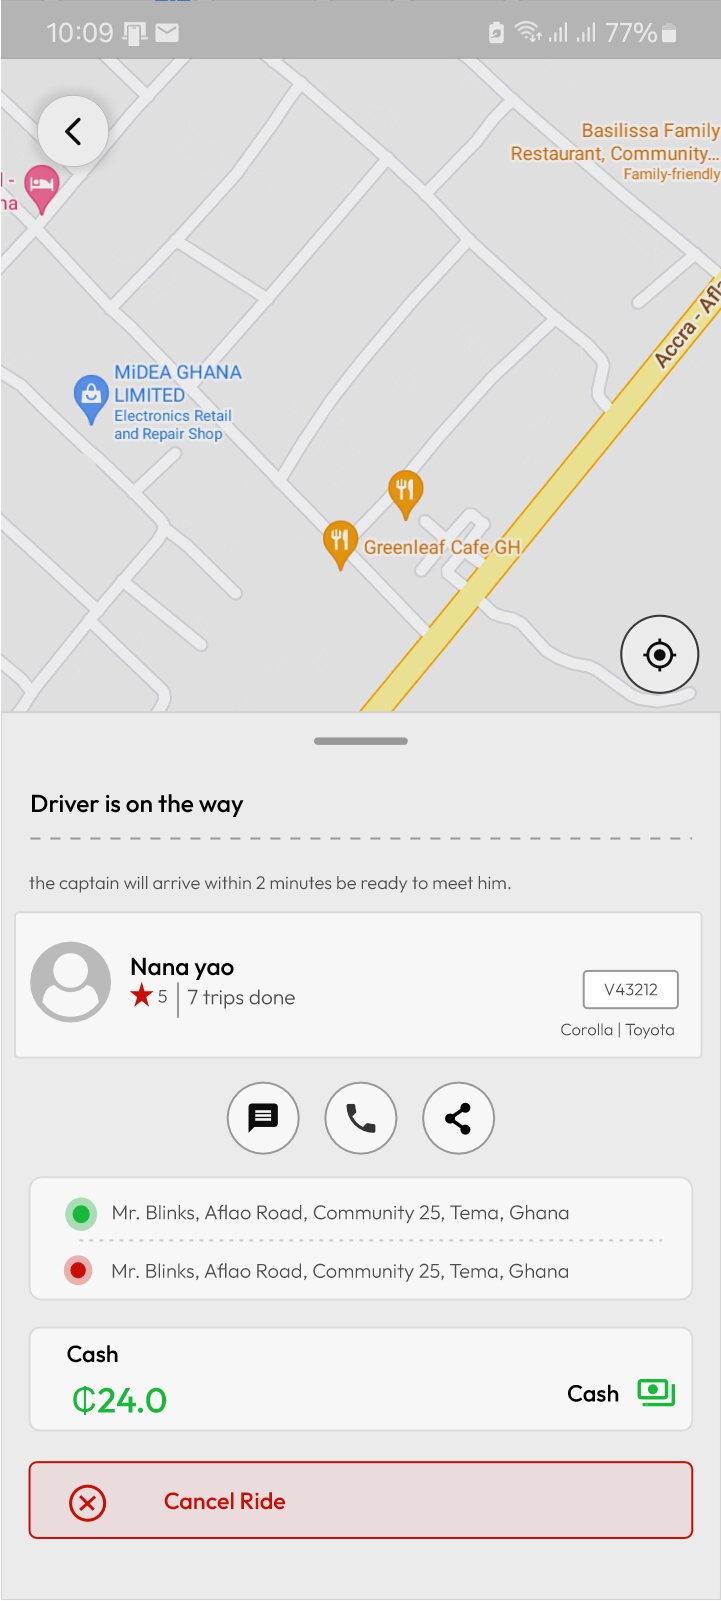 10:09
77%
Basilissa Family
Restaurant, Community...
Family-friendly
l -
na
Accra - Afla
MiDEA GHANA
LIMITED
Electronics Retail
and Repair Shop
Greenleaf Cafe GH
Driver is on the way
the captain will arrive within 2 minutes be ready to meet him.
Nana yao
5
7 trips done
V43212
Corolla | Toyota
Mr. Blinks, Aflao Road, Community 25, Tema, Ghana
Mr. Blinks, Aflao Road, Community 25, Tema, Ghana
Cash
₵24.0
Cash
Cancel Ride